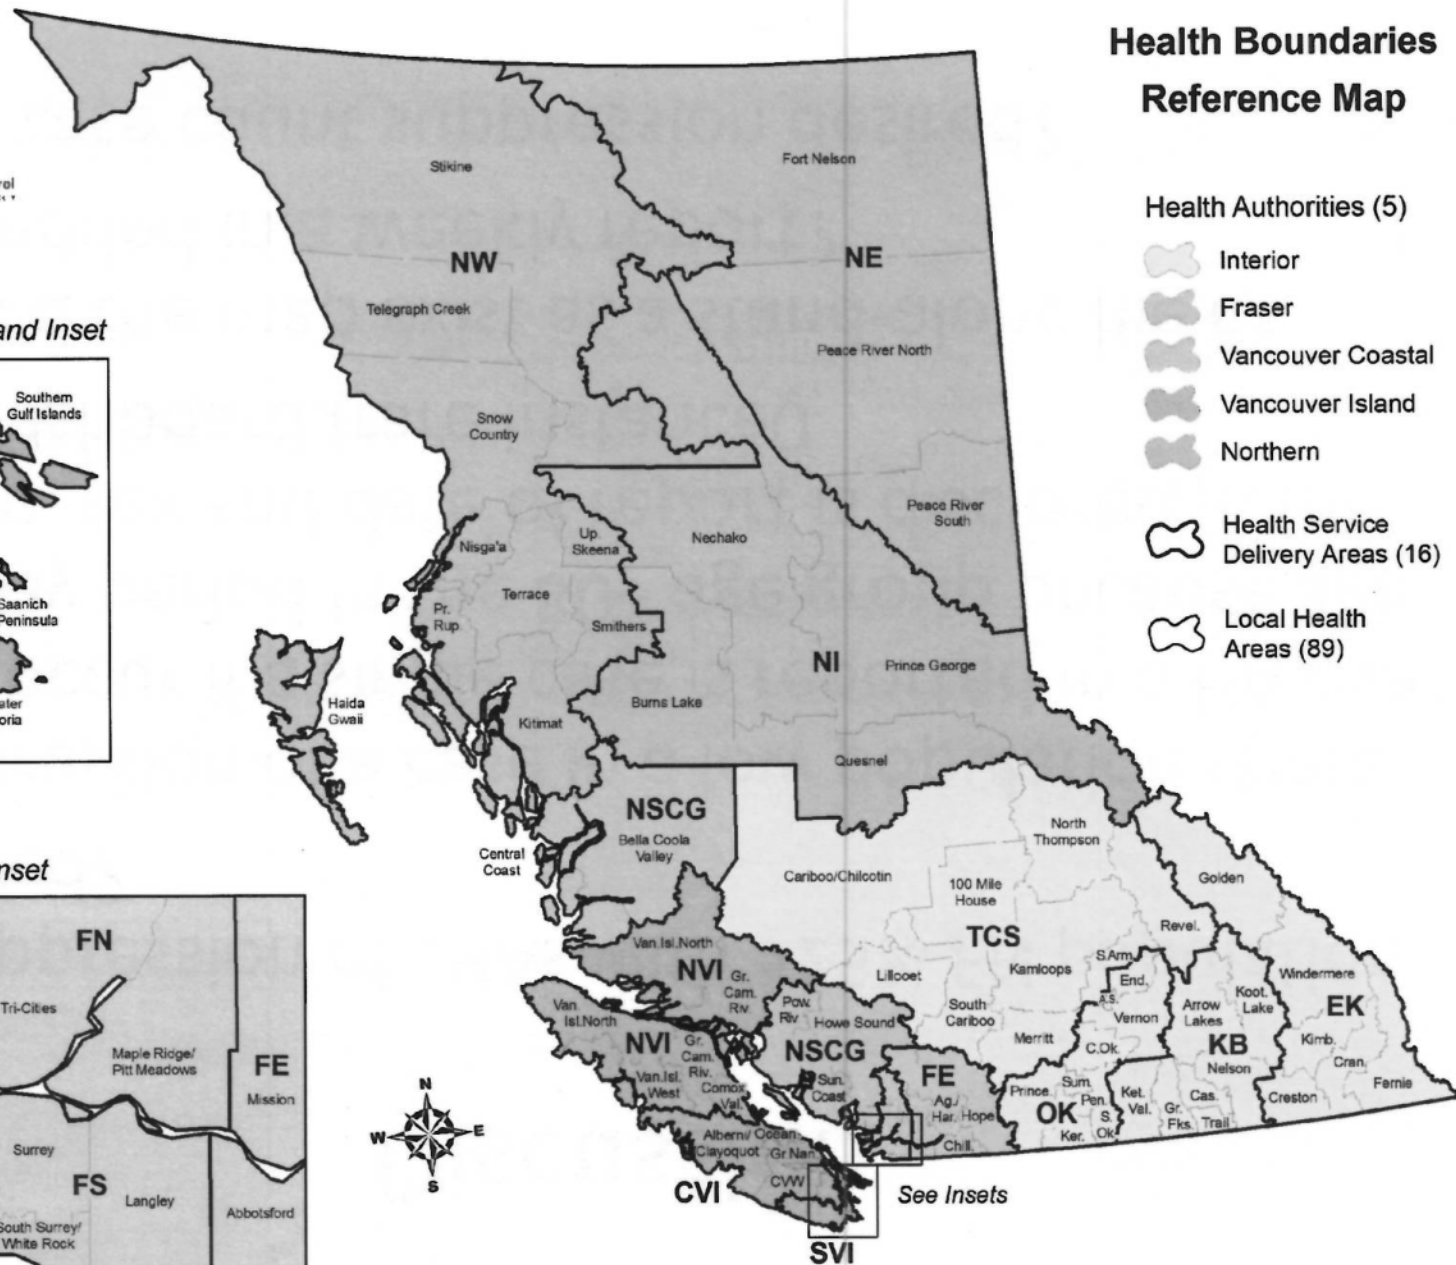 Health Boundaries
Reference Map
Health Authorities (5)
Interior
Fraser
Vancouver Coastal
Vancouver Island
Northern
Health Service
Delivery Areas (16)
Local Health
Areas (89)
Stikine
Fort Nelson
NW
NE
Telegraph Creek
Peace River North
Snow
Country
Peace River
South
Nisga'a
Up.
Skeena
Nechako
Terrace
Pr.
Rup.
Smithers
NI
Prince George
Haida
Gwaii
Burns Lake
Kitimat
Quesnel
NSCG
Bella Coola
Valley
Central
Coast
North
Thompson
Cariboo/Chilcotin
100 Mile
House
Golden
TCS
Revel.
Van.Isl.North
NVI
Gr.
Cam.
Riv.
Lillooet
Kamloops
S.Arm.
End.
A.S.
Vernon
Windermere
Arrow
Lakes
Koot.
Lake
EK
Pow.
Riv.
Howe Sound
South
Cariboo
Merritt
C.Ok.
KB
Nelson
Kimb.
Cran.
Fernie
Creston
Van.
Isl.North
NVI
Gr.
Cam.
Riv.
NSCG
Van.Isl.
West
Comox
Val.
Sun.
Coast
FE
Ag./
Har.
Hope
Chill.
Prince.
Sum.
Pen.
S.
Ok.
OK
Ker.
Ket.
Val.
Gr.
Fks.
Cas.
Trail
Alberni/
Clayoquot
Ocean.
Gr.Nan.
CVW
CVI
SVI
See Insets
N
W
E
S
and Inset
Southern
Gulf Islands
Saanich
Peninsula
ater
oria
nset
FN
Tri-Cities
Maple Ridge/
Pitt Meadows
FE
Mission
Surrey
FS
Langley
Abbotsford
South Surrey/
White Rock